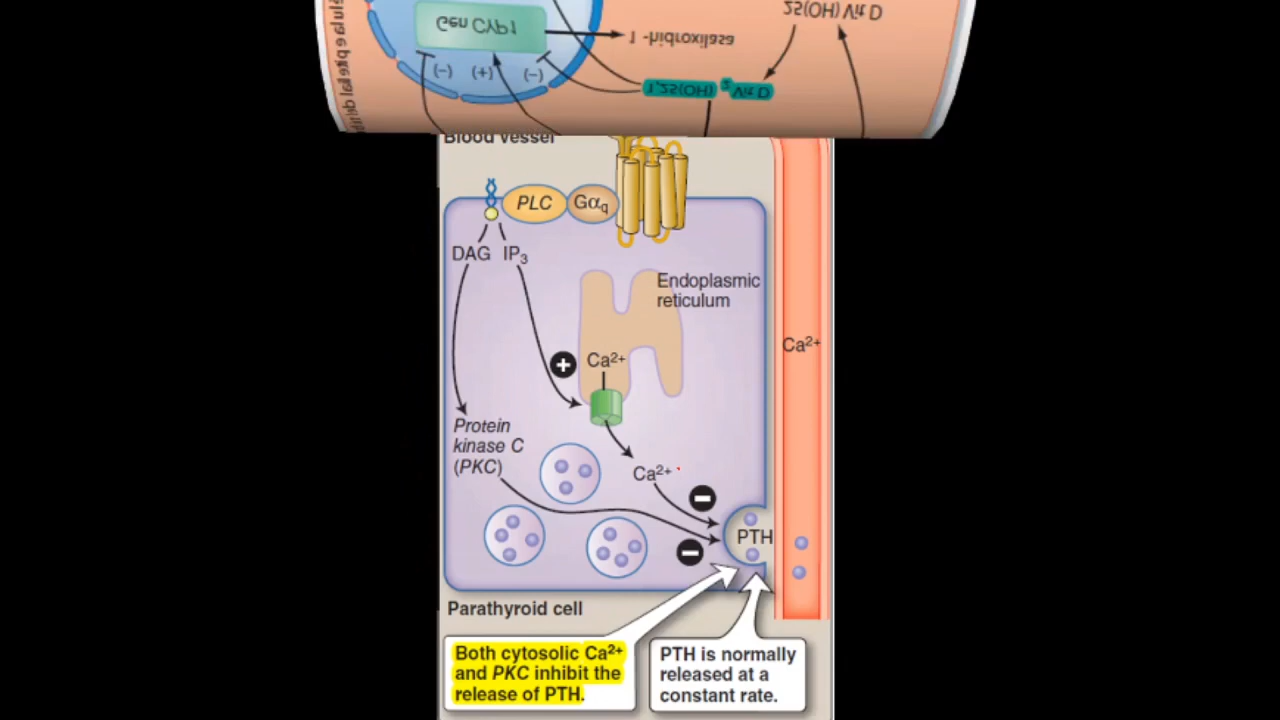 25(OH) Vit D
Gen CYP1
1 -hidroxilasa
(-) (+) (-)
1,25(OH) 2 Vit D
Blood vessel
PLC Gαq
DAG IP3
Endoplasmic
reticulum
Ca2+
Ca2+
Protein
kinase C
(PKC)
Ca2+
PTH
Parathyroid cell
Both cytosolic Ca2+
and PKC inhibit the
release of PTH.
PTH is normally
released at a
constant rate.